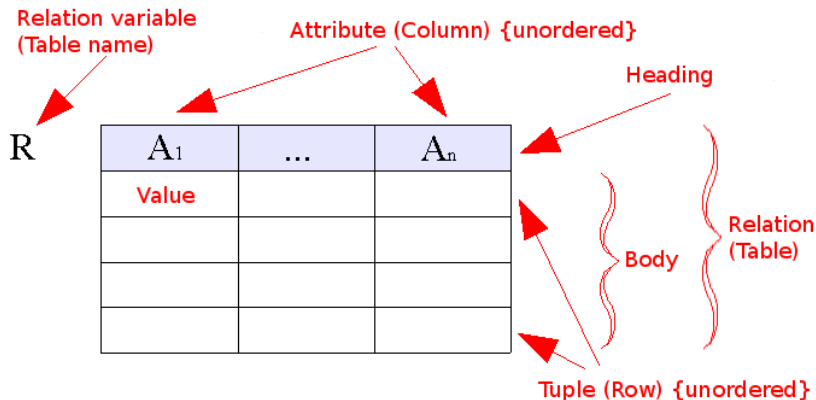 Relation variable
(Table name)
Attribute (Column) {unordered}
Heading
R
A1
...
An
Value
Body
Relation
(Table)
Tuple (Row) {unordered}